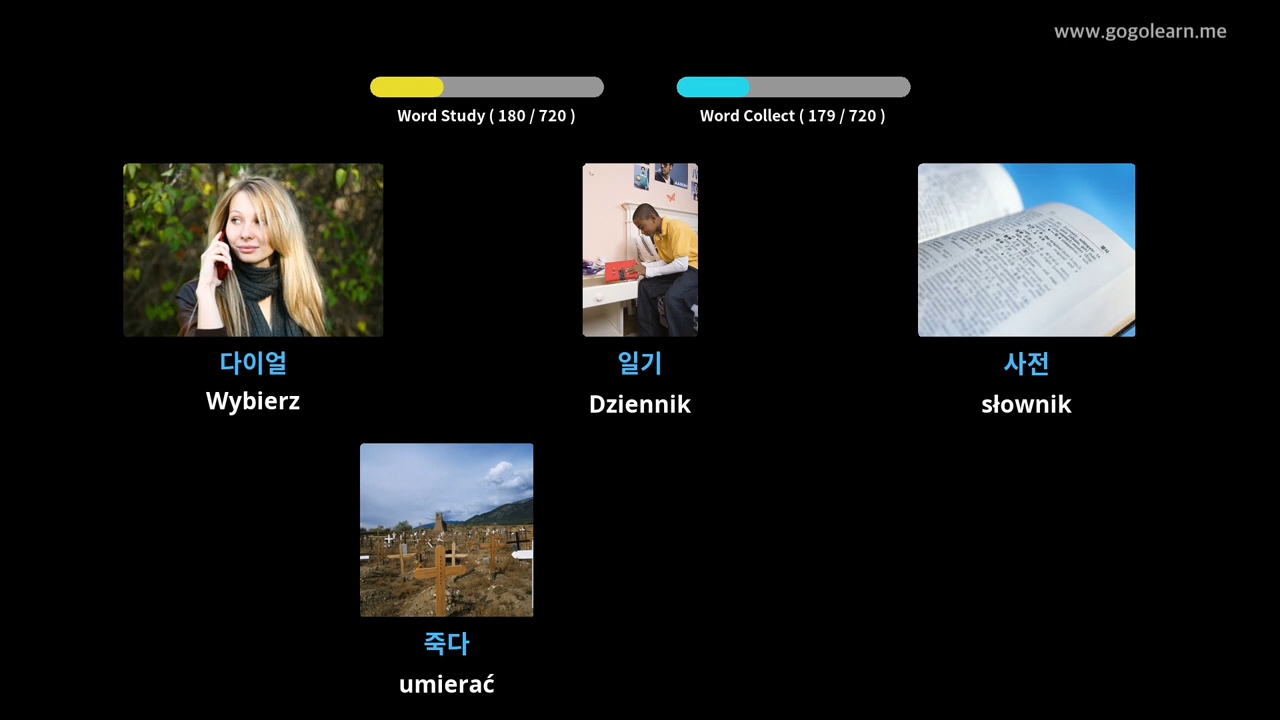 www.gogolearn.me
Word Study ( 180 / 720 )
Word Collect ( 179 / 720 )
다이얼
Wybierz
일기
Dziennik
사전
słownik
죽다
umierać